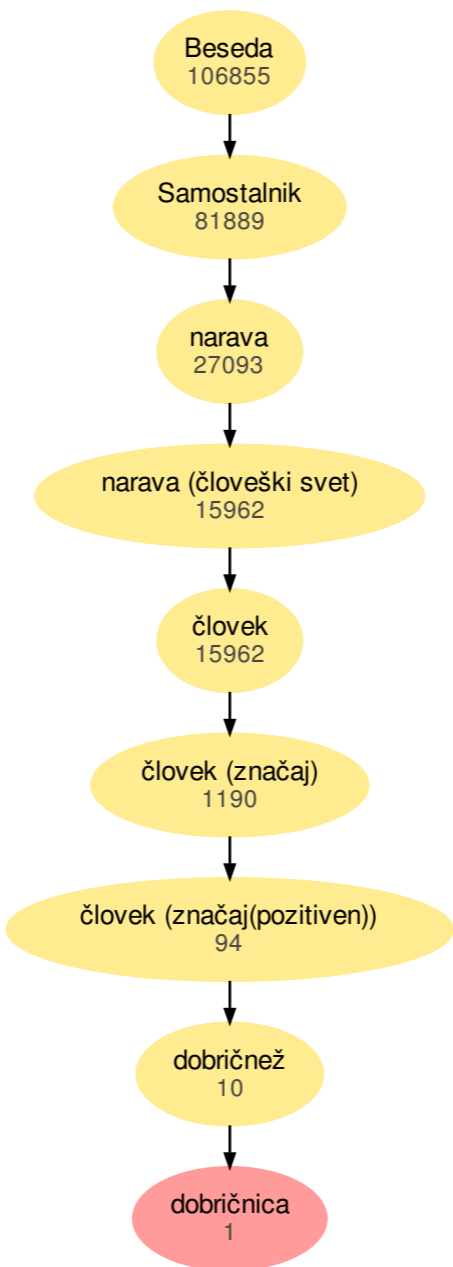 Beseda
106855
Samostalnik
81889
narava
27093
narava (človeški svet)
15962
človek
15962
človek (značaj)
1190
človek (značaj(pozitiven))
94
dobričnež
10
dobričnica
1